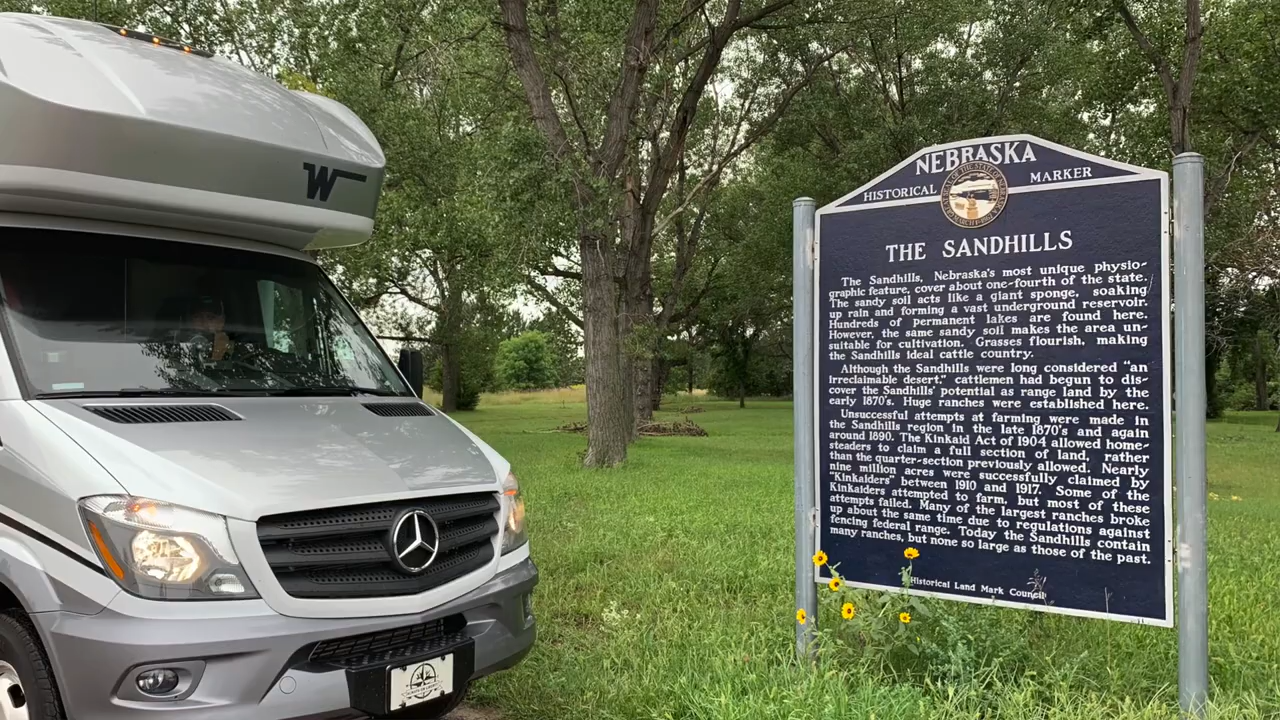 W
NEBRASKA
HISTORICAL MARKER
THE SANDHILLS
The Sandhills, Nebraska's most unique physio-
graphic feature, cover about one-fourth of the state.
The sandy soil acts like a giant sponge, soaking
up rain and forming a vast underground reservoir.
Hundreds of permanent lakes are found here.
However, the same sandy soil makes the area un-
suitable for cultivation. Grasses flourish, making
the Sandhills ideal cattle country.
Although the Sandhills were long considered "an
irreclaimable desert," cattlemen had begun to dis-
cover the Sandhills' potential as range land by the
early 1870's. Huge ranches were established here.
Unsuccessful attempts at farming were made in
the Sandhills region in the late 1870's and again
around 1890. The Kinkaid Act of 1904 allowed home-
steaders to claim a full section of land, rather
than the quarter-section previously allowed. Nearly
nine million acres were successfully claimed by
"Kinkaiders" between 1910 and 1917. Some of the
Kinkaiders attempted to farm, but most of these
attempts failed. Many of the largest ranches broke
up about the same time due to regulations against
fencing federal range. Today the Sandhills contain
many ranches, but none so large as those of the past.
Historical Land Mark Council